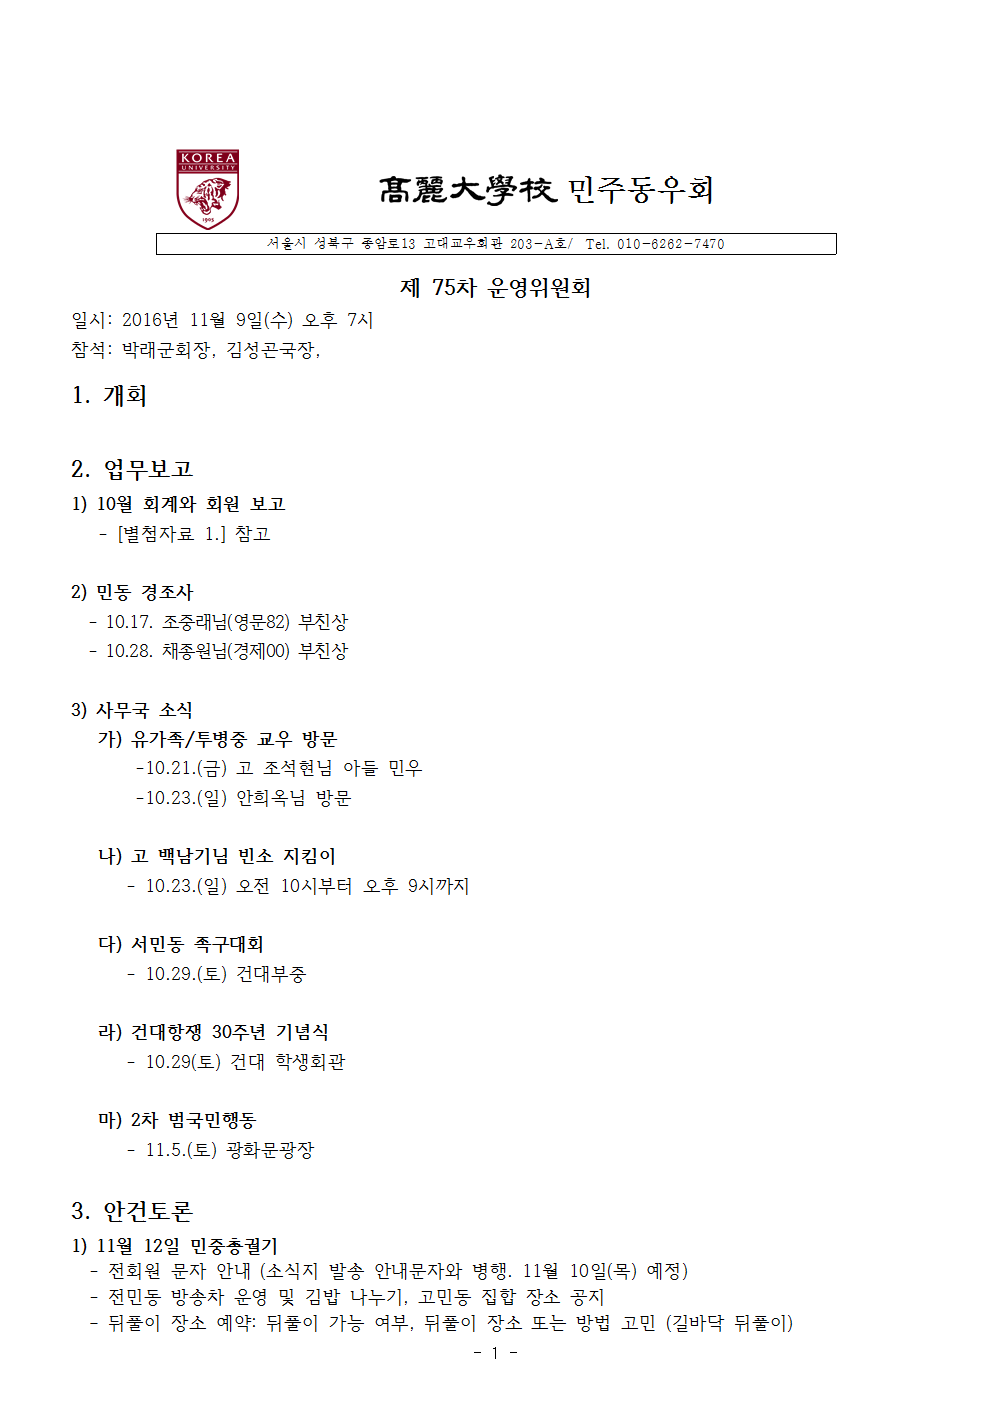 KOREA
UNIVERSITY
1905
高麗大學校 민주동우회
서울시 성북구 종암로13 고대교우회관 203-A호/ Tel. 010-6262-7470
제 75차 운영위원회
일시: 2016년 11월 9일(수) 오후 7시
참석: 박래군회장, 김성곤국장,
1. 개회
2. 업무보고
1) 10월 회계와 회원 보고
- [별첨자료 1.] 참고
2) 민동 경조사
- 10.17. 조중래님(영문82) 부친상
- 10.28. 채종원님(경제00) 부친상
3) 사무국 소식
가) 유가족/투병중 교우 방문
-10.21.(금) 고 조석현님 아들 민우
-10.23.(일) 안희옥님 방문
나) 고 백남기님 빈소 지킴이
- 10.23.(일) 오전 10시부터 오후 9시까지
다) 서민동 족구대회
- 10.29.(토) 건대부중
라) 건대항쟁 30주년 기념식
- 10.29(토) 건대 학생회관
마) 2차 범국민행동
- 11.5.(토) 광화문광장
3. 안건토론
1) 11월 12일 민중총궐기
- 전회원 문자 안내 (소식지 발송 안내문자와 병행. 11월 10일(목) 예정)
- 전민동 방송차 운영 및 김밥 나누기, 고민동 집합 장소 공지
- 뒤풀이 장소 예약: 뒤풀이 가능 여부, 뒤풀이 장소 또는 방법 고민 (길바닥 뒤풀이)
- 1 -